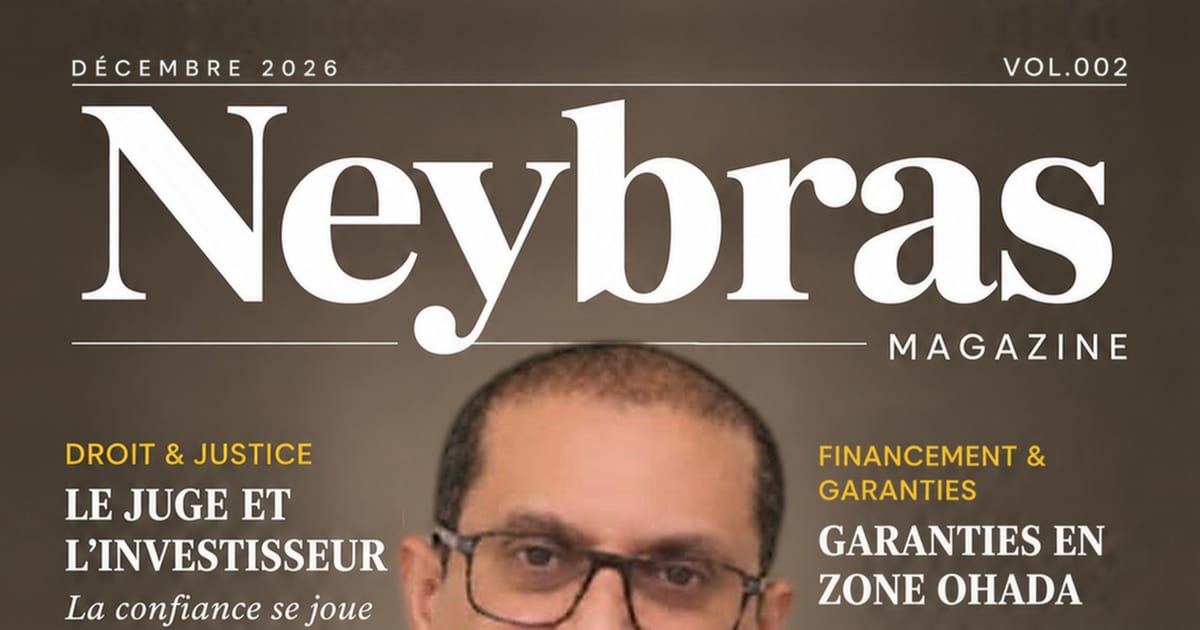 DÉCEMBRE 2026
VOL.002
Neybras
MAGAZINE
DROIT & JUSTICE
LE JUGE ET
L’INVESTISSEUR
La confiance se joue
FINANCEMENT &
GARANTIES
GARANTIES EN
ZONE OHADA